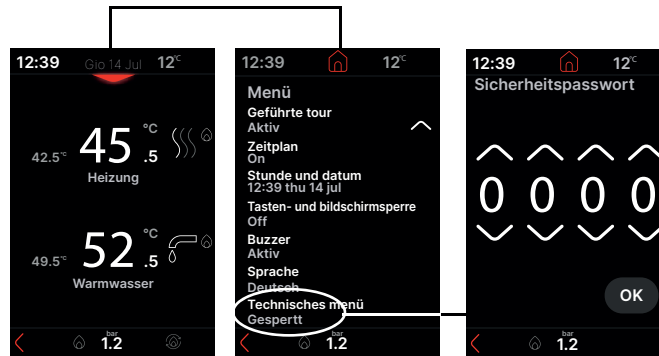 12:39 Gio 14 Jul 12°C
42.5°C 45.5 °C
Heizung
49.5°C 52.5 °C
Warmwasser
bar
1.2
12:39 12°C
Menü
Geführte tour
Aktiv
Zeitplan
On
Stunde und datum
12:39 thu 14 jul
Tasten- und bildschirmsperre
Off
Buzzer
Aktiv
Sprache
Deutsch
Technisches menü
Gespertt
bar
1.2
12:39 12°C
Sicherheitspasswort
0 0 0 0
OK
bar
1.2